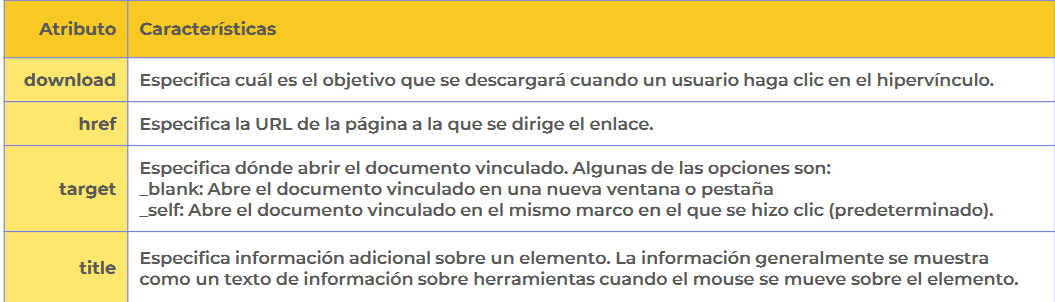 Atributo Características
download Especifica cuál es el objetivo que se descargará cuando un usuario haga clic en el hipervínculo.
href Especifica la URL de la página a la que se dirige el enlace.
target Especifica dónde abrir el documento vinculado. Algunas de las opciones son:
_blank: Abre el documento vinculado en una nueva ventana o pestaña
_self: Abre el documento vinculado en el mismo marco en el que se hizo clic (predeterminado).
title Especifica información adicional sobre un elemento. La información generalmente se muestra
como un texto de información sobre herramientas cuando el mouse se mueve sobre el elemento.